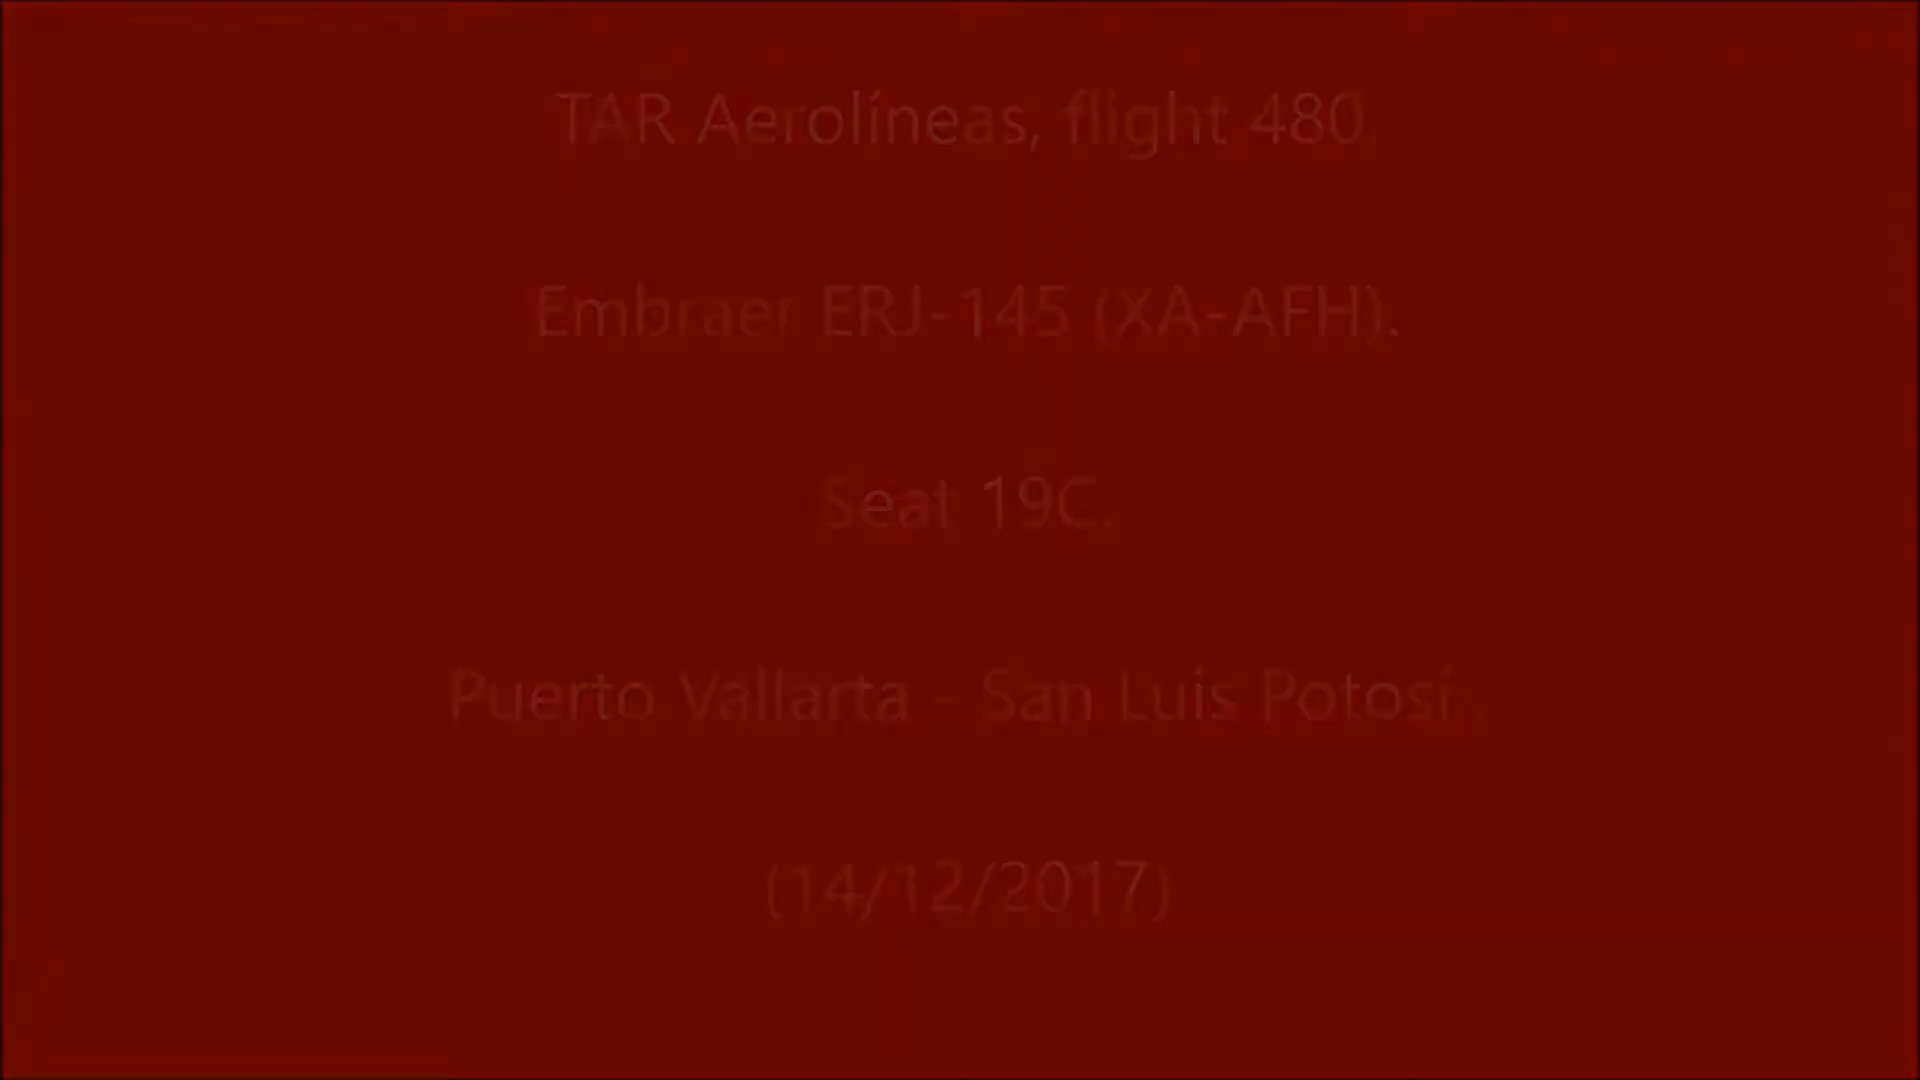 TAR Aerolíneas, flight 480.
Embraer ERJ-145 (XA-AFH).
Seat 19C.
Puerto Vallarta - San Luis Potosí .
(14/12/2017)